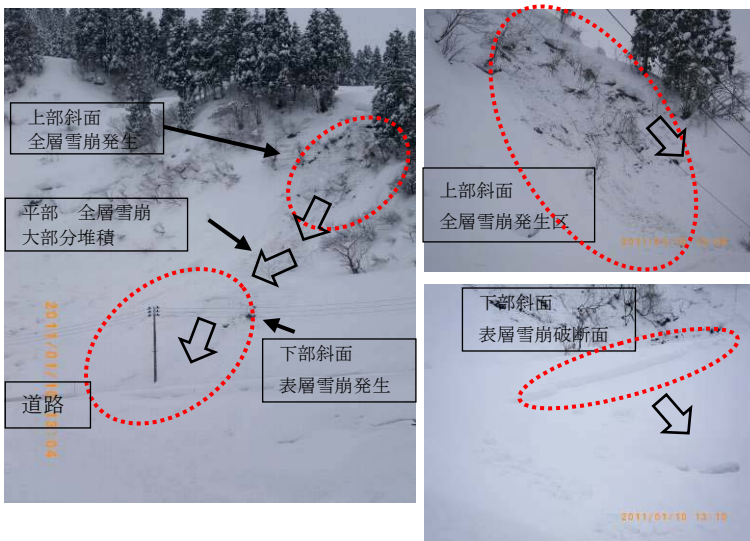 上部斜面
全層雪崩発生
平部　全層雪崩
大部分堆積
下部斜面
表層雪崩発生
道路
上部斜面
全層雪崩発生区
下部斜面
表層雪崩破断面
2011/01/10 13:10